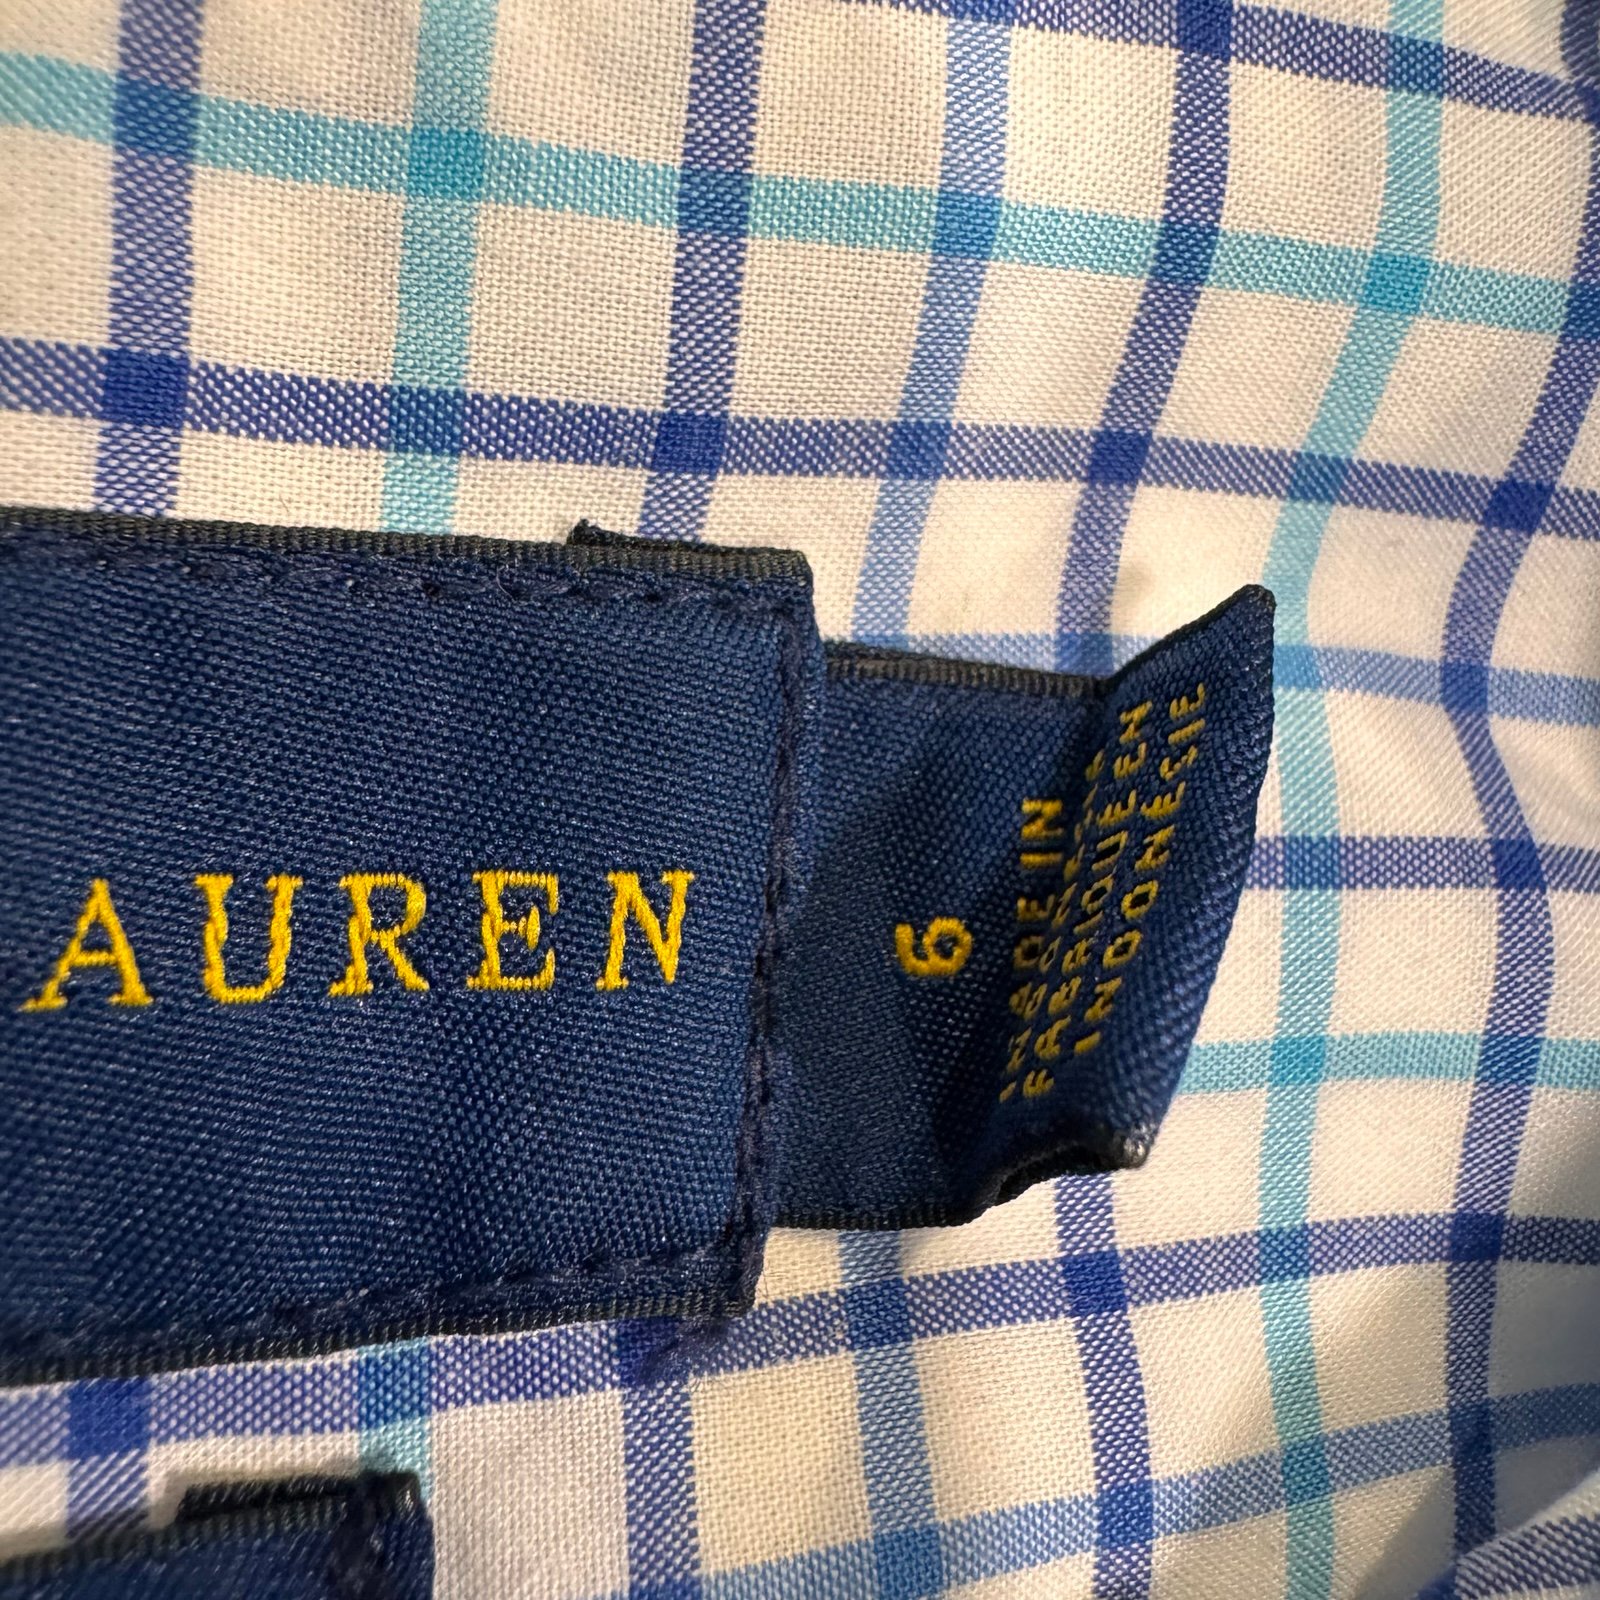 AUREN
6
MADE IN
FABRIQUÉ EN
INDONÉSIE